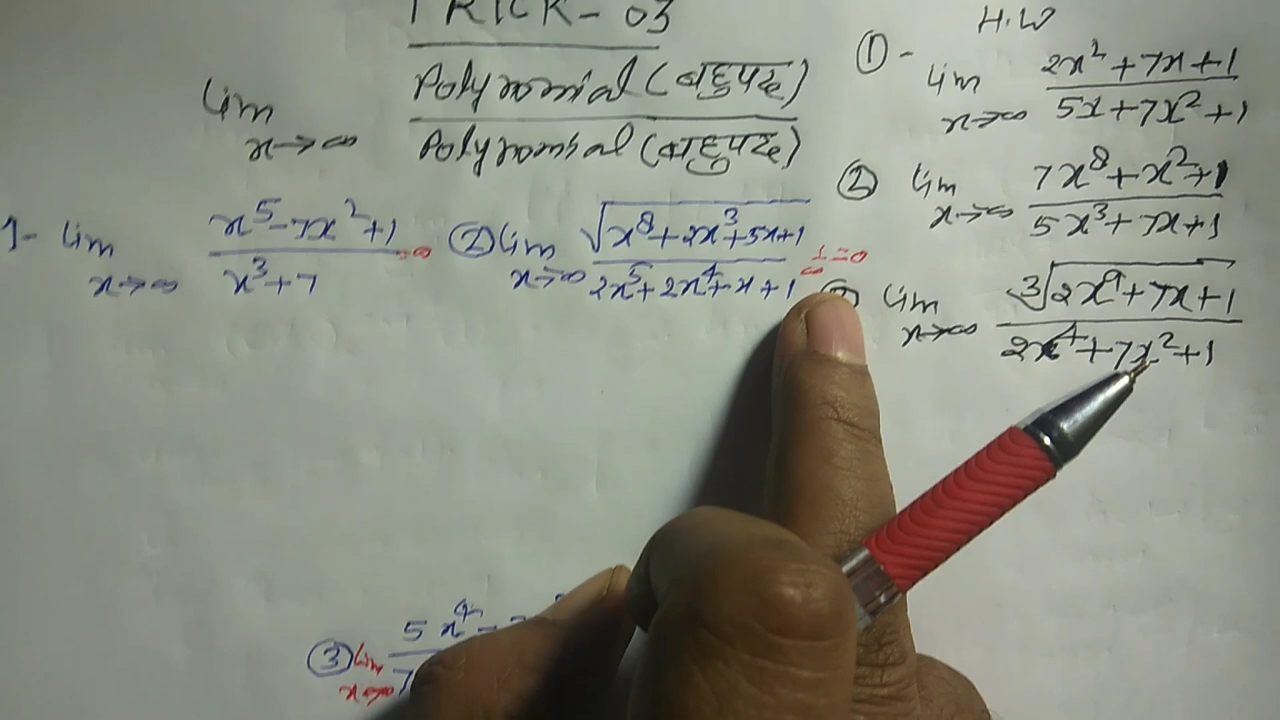 TRICK - 03
lim x→∞ Polynomial (बहुपद) / Polynomial (बहुपद)
1- lim x→∞ x⁵-7x²+1 / x³+7 = ∞
② lim x→∞ √x⁸+2x³+5x+1 / 2x⁵+2x⁴+x+1 1/∞ = 0
③ lim x→∞
H.W
① - lim x→∞ 2x²+7x+1 / 5x+7x²+1
② lim x→∞ 7x⁸+x²+1 / 5x³+7x+1
lim x→∞ ³√2x⁹+7x+1 / 2x⁴+7x²+1